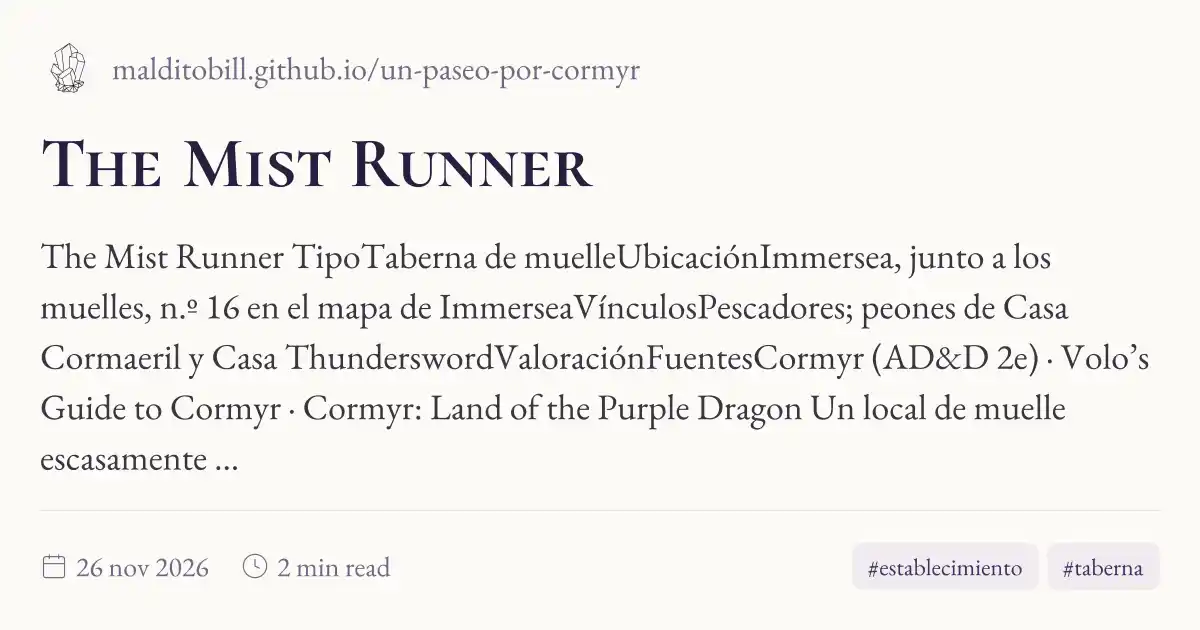 malditobill.github.io/un-paseo-por-cormyr
The Mist Runner
The Mist Runner TipoTaberna de muelleUbicaciónImmersea, junto a los
muelles, n.º 16 en el mapa de ImmerseaVínculosPescadores; peones de Casa
Cormaeril y Casa ThunderswordValoraciónFuentesCormyr (AD&D 2e) · Volo’s
Guide to Cormyr · Cormyr: Land of the Purple Dragon Un local de muelle
escasamente ...
26 nov 2026 2 min read #establecimiento #taberna